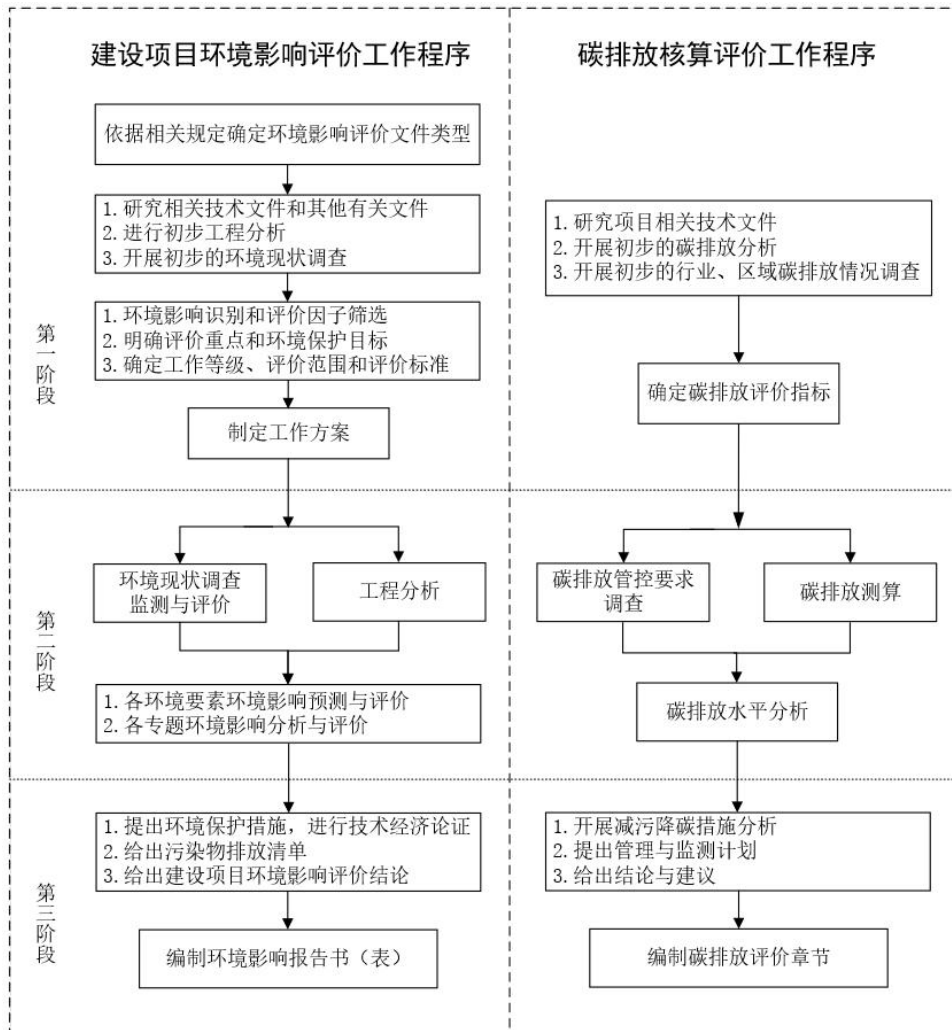 建设项目环境影响评价工作程序
依据相关规定确定环境影响评价文件类型
1. 研究相关技术文件和其他有关文件
2. 进行初步工程分析
3. 开展初步的环境现状调查
1. 环境影响识别和评价因子筛选
2. 明确评价重点和环境保护目标
3. 确定工作等级、评价范围和评价标准
制定工作方案
第一阶段
环境现状调查
监测与评价
工程分析
1. 各环境要素环境影响预测与评价
2. 各专题环境影响分析与评价
第二阶段
1. 提出环境保护措施，进行技术经济论证
2. 给出污染物排放清单
3. 给出建设项目环境影响评价结论
编制环境影响报告书（表）
第三阶段
碳排放核算评价工作程序
1. 研究项目相关技术文件
2. 开展初步的碳排放分析
3. 开展初步的行业、区域碳排放情况调查
确定碳排放评价指标
碳排放管控要求
调查
碳排放测算
碳排放水平分析
1. 开展减污降碳措施分析
2. 提出管理与监测计划
3. 给出结论与建议
编制碳排放评价章节